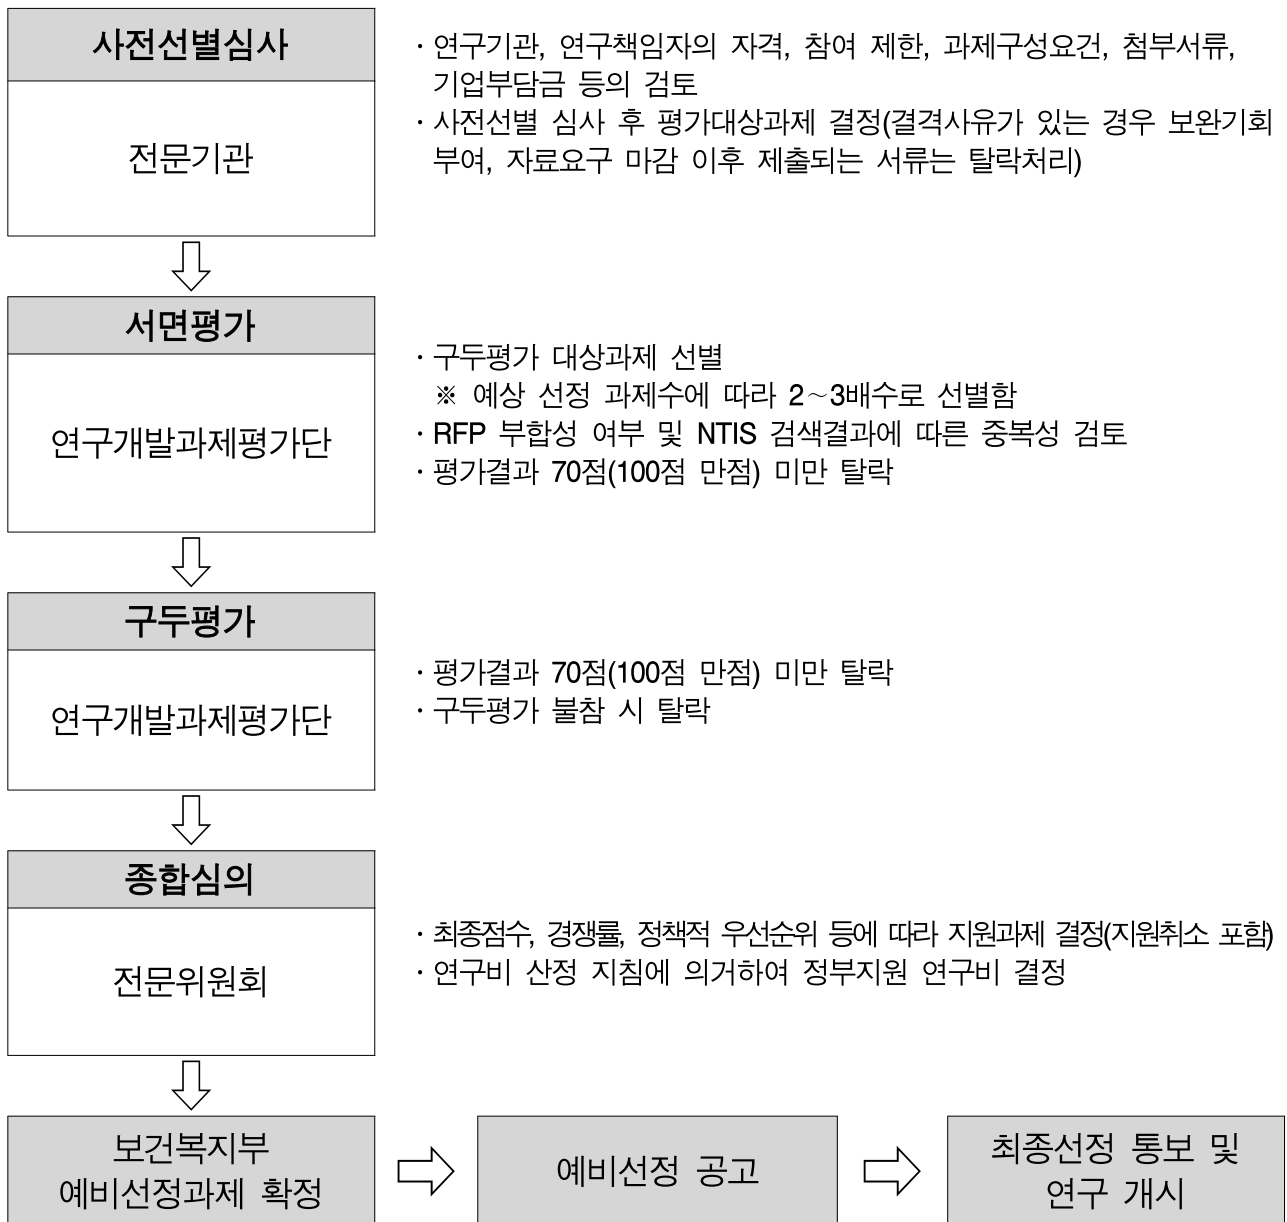 사전선별심사
전문기관
· 연구기관, 연구책임자의 자격, 참여 제한, 과제구성요건, 첨부서류,
기업부담금 등의 검토
· 사전선별 심사 후 평가대상과제 결정(결격사유가 있는 경우 보완기회
부여, 자료요구 마감 이후 제출되는 서류는 탈락처리)
서면평가
연구개발과제평가단
· 구두평가 대상과제 선별
※ 예상 선정 과제수에 따라 2~3배수로 선별함
· RFP 부합성 여부 및 NTIS 검색결과에 따른 중복성 검토
· 평가결과 70점(100점 만점) 미만 탈락
구두평가
연구개발과제평가단
· 평가결과 70점(100점 만점) 미만 탈락
· 구두평가 불참 시 탈락
종합심의
전문위원회
· 최종점수, 경쟁률, 정책적 우선순위 등에 따라 지원과제 결정(지원취소 포함)
· 연구비 산정 지침에 의거하여 정부지원 연구비 결정
보건복지부
예비선정과제 확정
예비선정 공고
최종선정 통보 및
연구 개시